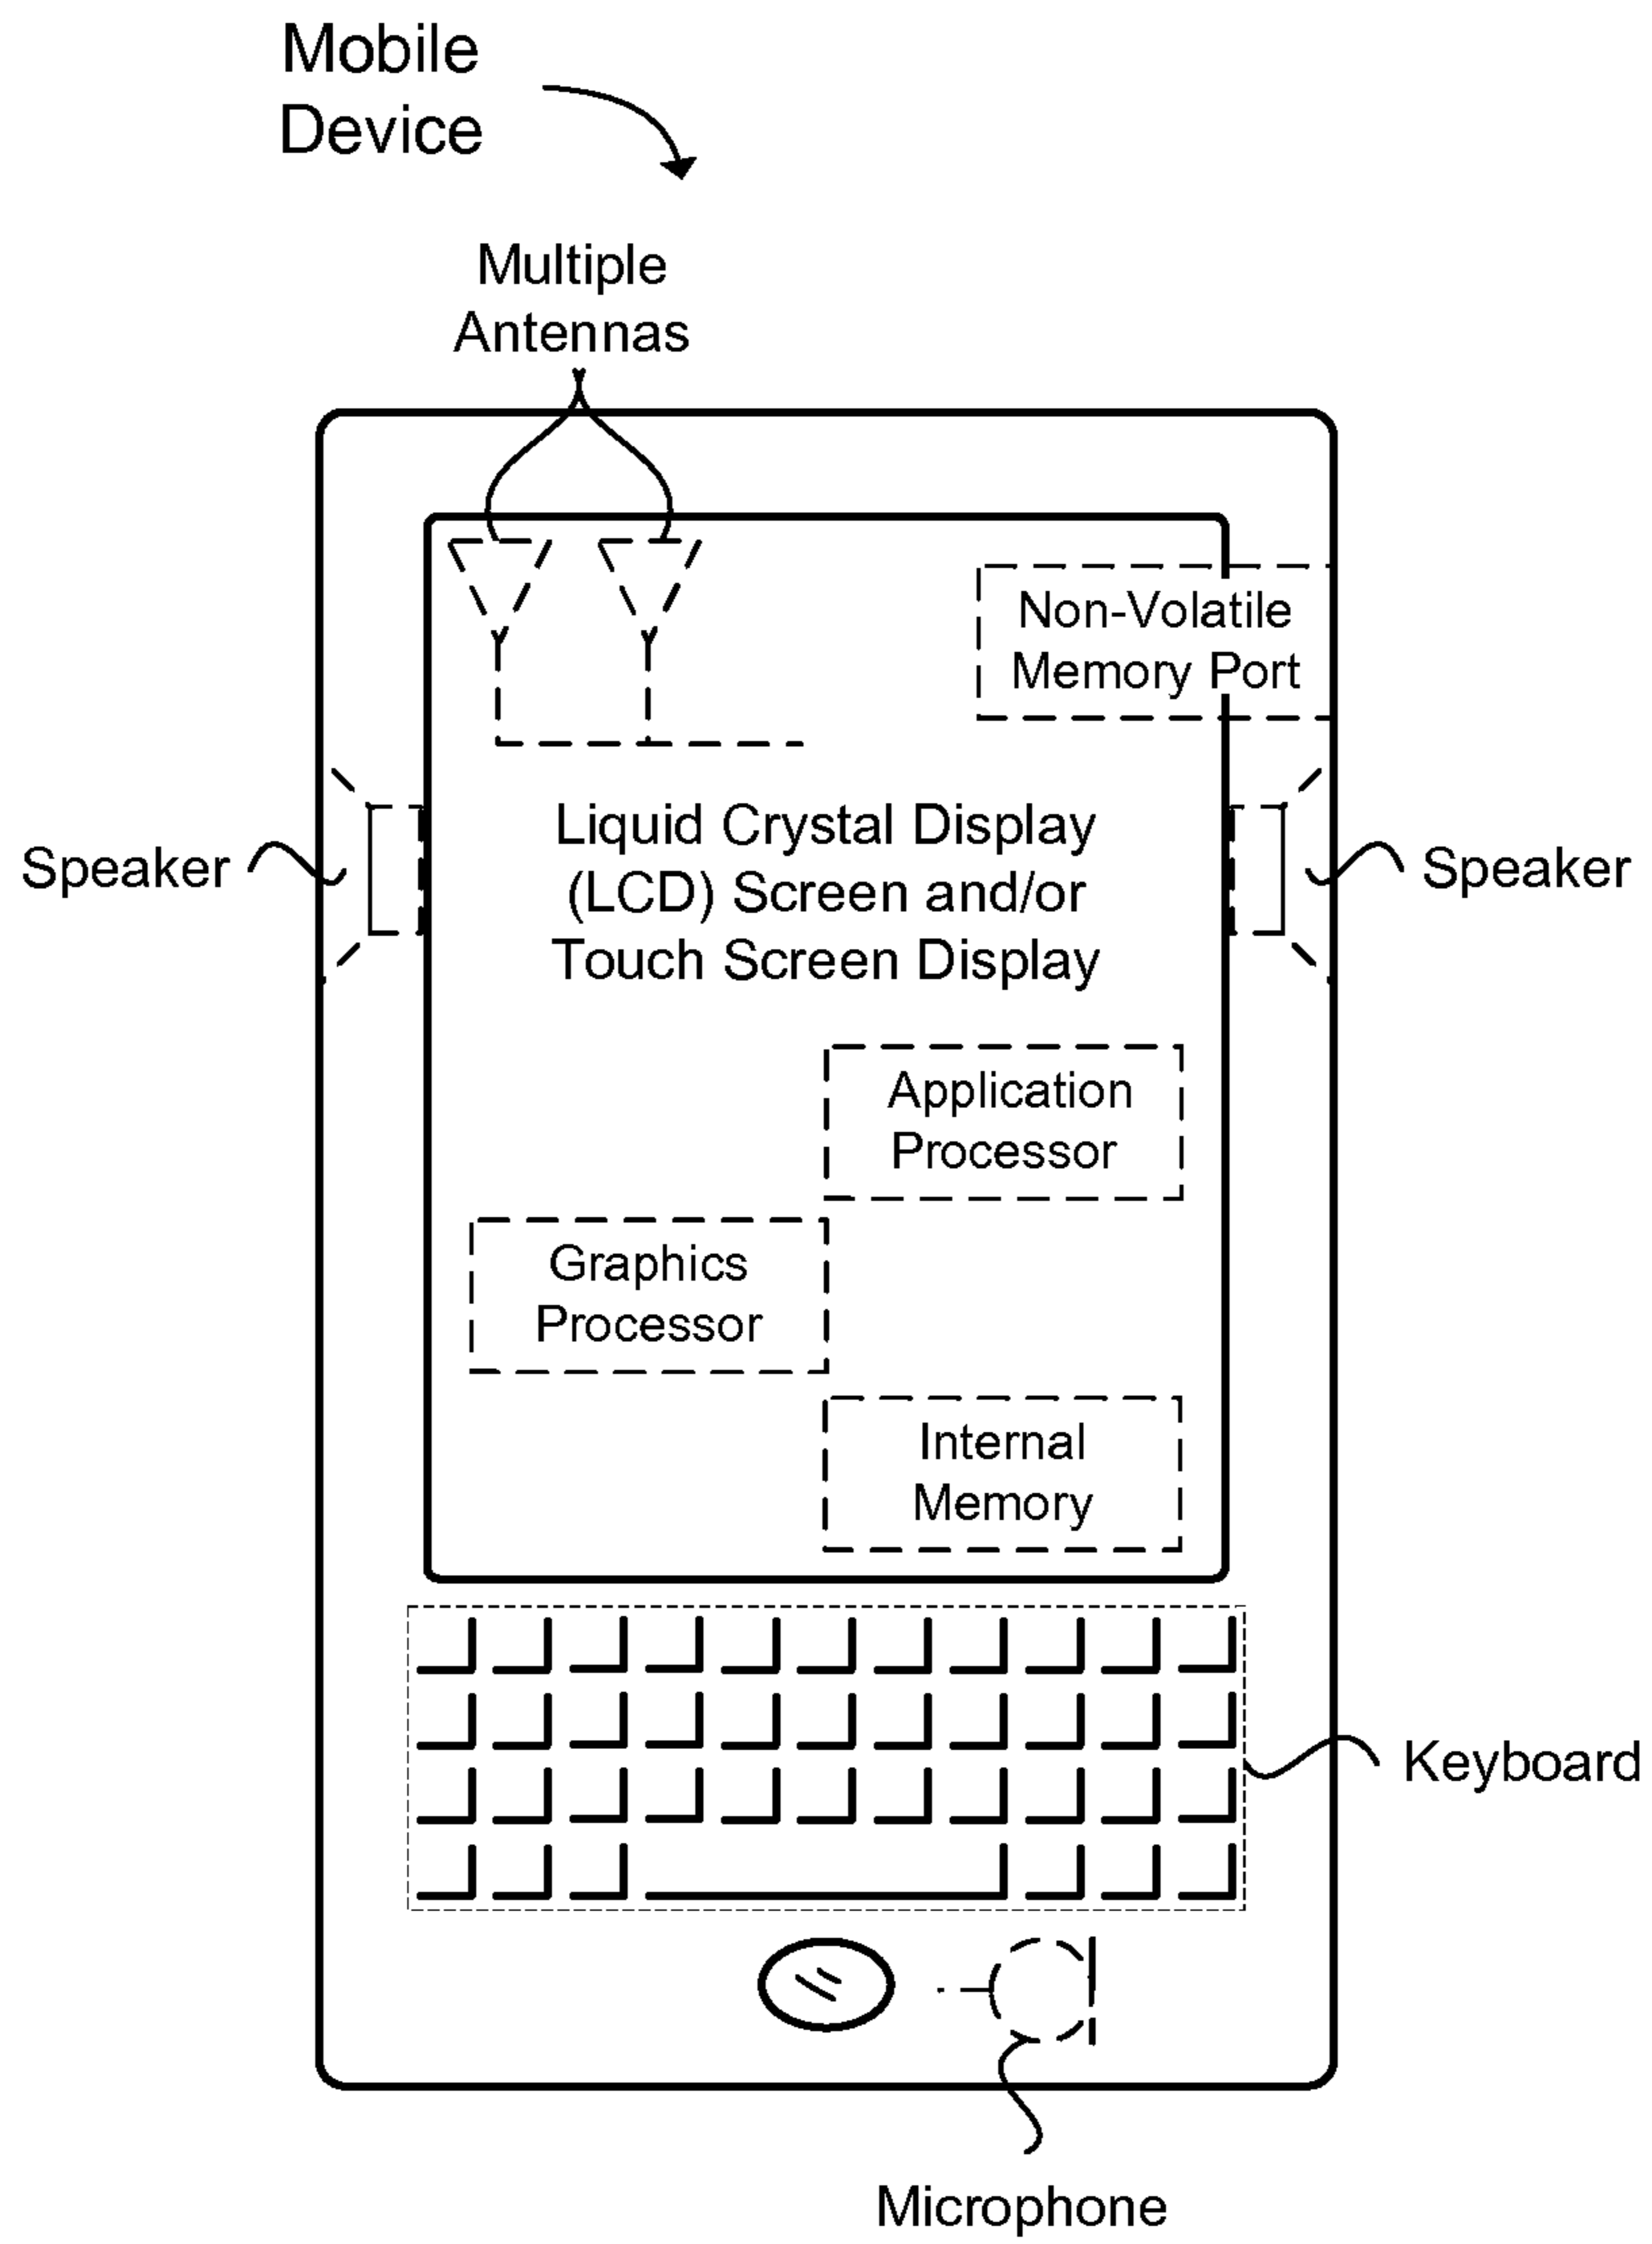 Mobile
Device
Multiple
Antennas
Non-Volatile
Memory Port
Speaker
Liquid Crystal Display
(LCD) Screen and/or
Touch Screen Display
Speaker
Application
Processor
Graphics
Processor
Internal
Memory
Keyboard
Microphone